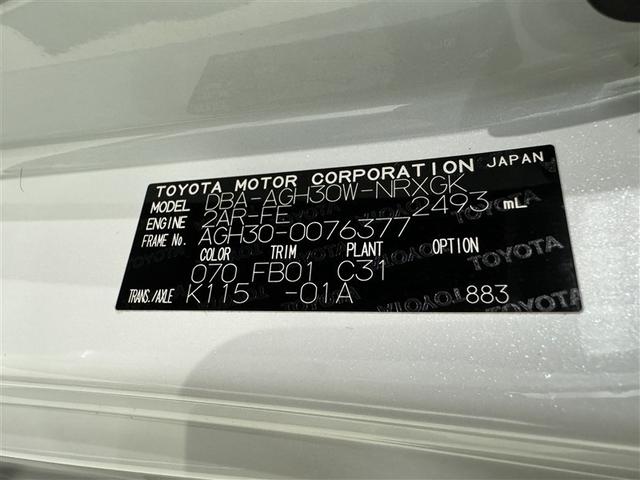 TOYOTA MOTOR CORPORATION JAPAN
MODEL DBA-AGH30W-NRXGK
ENGINE 2AR-FE 2493 mL
FRAME No. AGH30-0076377
COLOR TRIM PLANT OPTION
070 FB01 C31
TRANS./AXLE K115 -01A 883